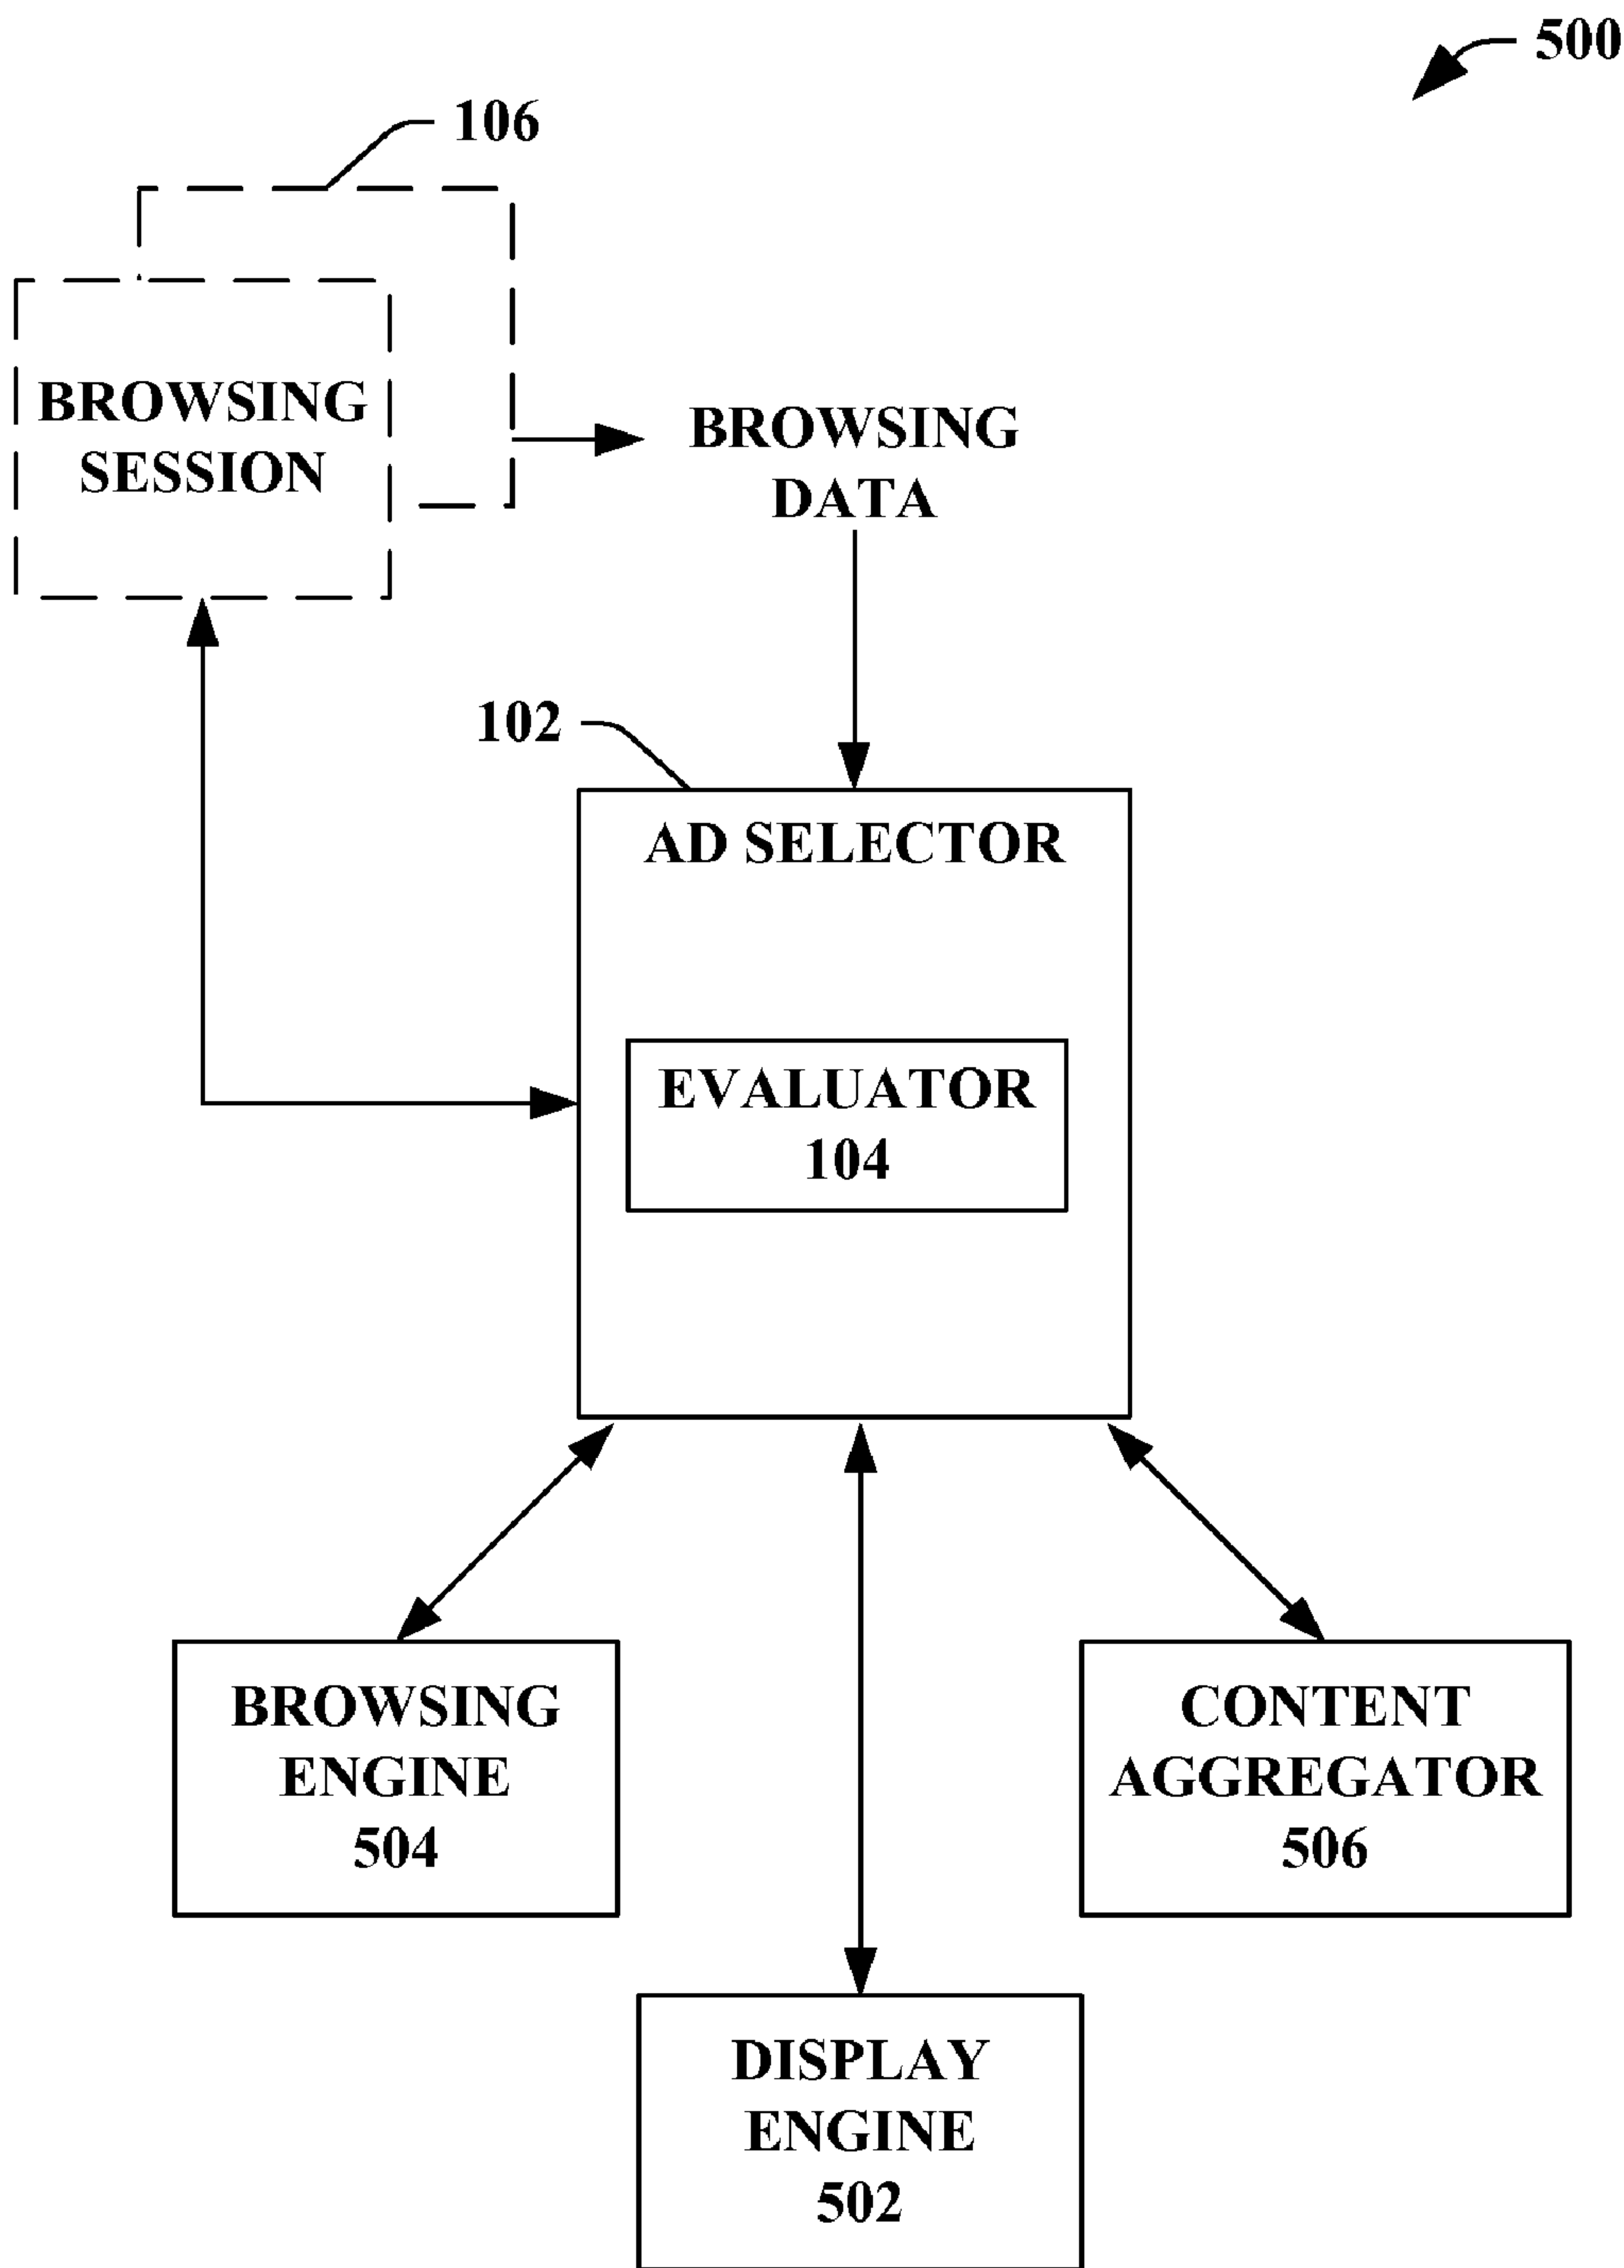 500
106
BROWSING
SESSION
BROWSING
DATA
102
AD SELECTOR
EVALUATOR
104
BROWSING
ENGINE
504
CONTENT
AGGREGATOR
506
DISPLAY
ENGINE
502